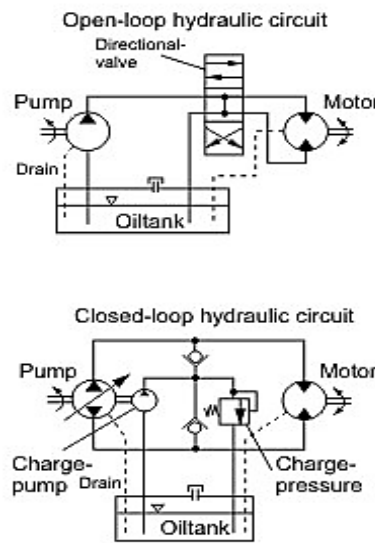 Open-loop hydraulic circuit
Directional-
valve
Pump
Motor
Drain
Oiltank
Closed-loop hydraulic circuit
Pump
Motor
Charge-
pump
Drain
Charge-
pressure
Oiltank